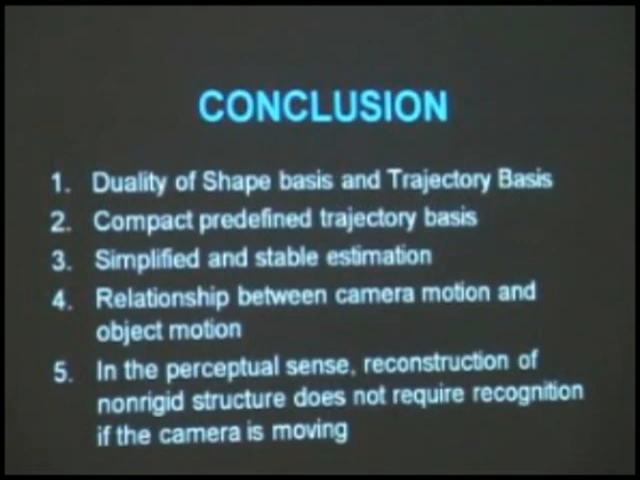 CONCLUSION
1. Duality of Shape basis and Trajectory Basis
2. Compact predefined trajectory basis
3. Simplified and stable estimation
4. Relationship between camera motion and
object motion
5. In the perceptual sense, reconstruction of
nonrigid structure does not require recognition
if the camera is moving